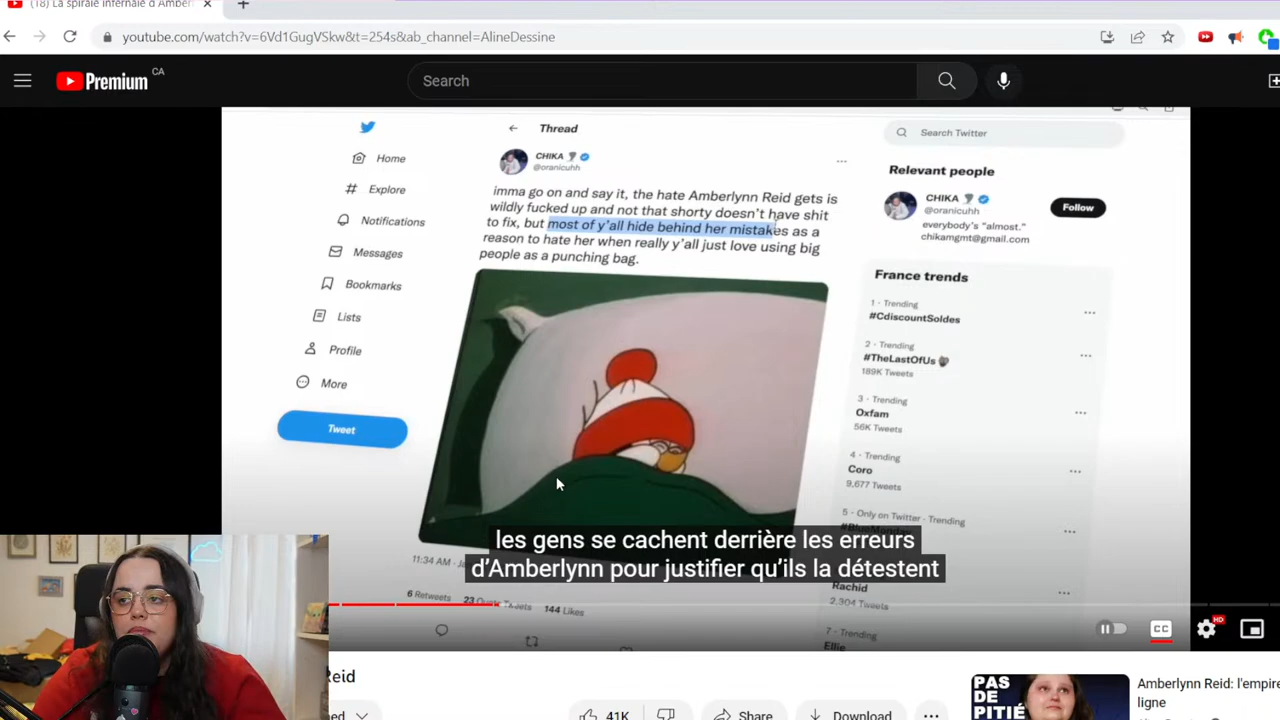 (18) La spirale infernale d'Amber
youtube.com/watch?v=6Vd1GugVSkw&t=254s&ab_channel=AlineDessine
Premium
CA
Search
Home
Explore
Notifications
Messages
Bookmarks
Lists
Profile
More
Tweet
Thread
CHIKA
@oranicuhh
imma go on and say it, the hate Amberlynn Reid gets is
wildly fucked up and not that shorty doesn't have shit
to fix, but most of y'all hide behind her mistakes as a
reason to hate her when really y'all just love using big
people as a punching bag.
11:34 AM
6 Retweets
144 Likes
Search Twitter
Relevant people
CHIKA
@oranicuhh
Follow
everybody's "almost."
chikamgmt@gmail.com
France trends
1 · Trending
#CdiscountSoldes
2 · Trending
#TheLastOfUs
189K Tweets
3 · Trending
Oxfam
56K Tweets
4 · Trending
Coro
9,677 Tweets
5 · Only on Twitter · Trending
Rachid
2,304 Tweets
7 · Trending
Ellie
les gens se cachent derrière les erreurs
d'Amberlynn pour justifier qu'ils la détestent
CC
HD
Reid
41K
Share
Download
PAS
DE
PITIÉ
Amberlynn Reid: l'empire
ligne